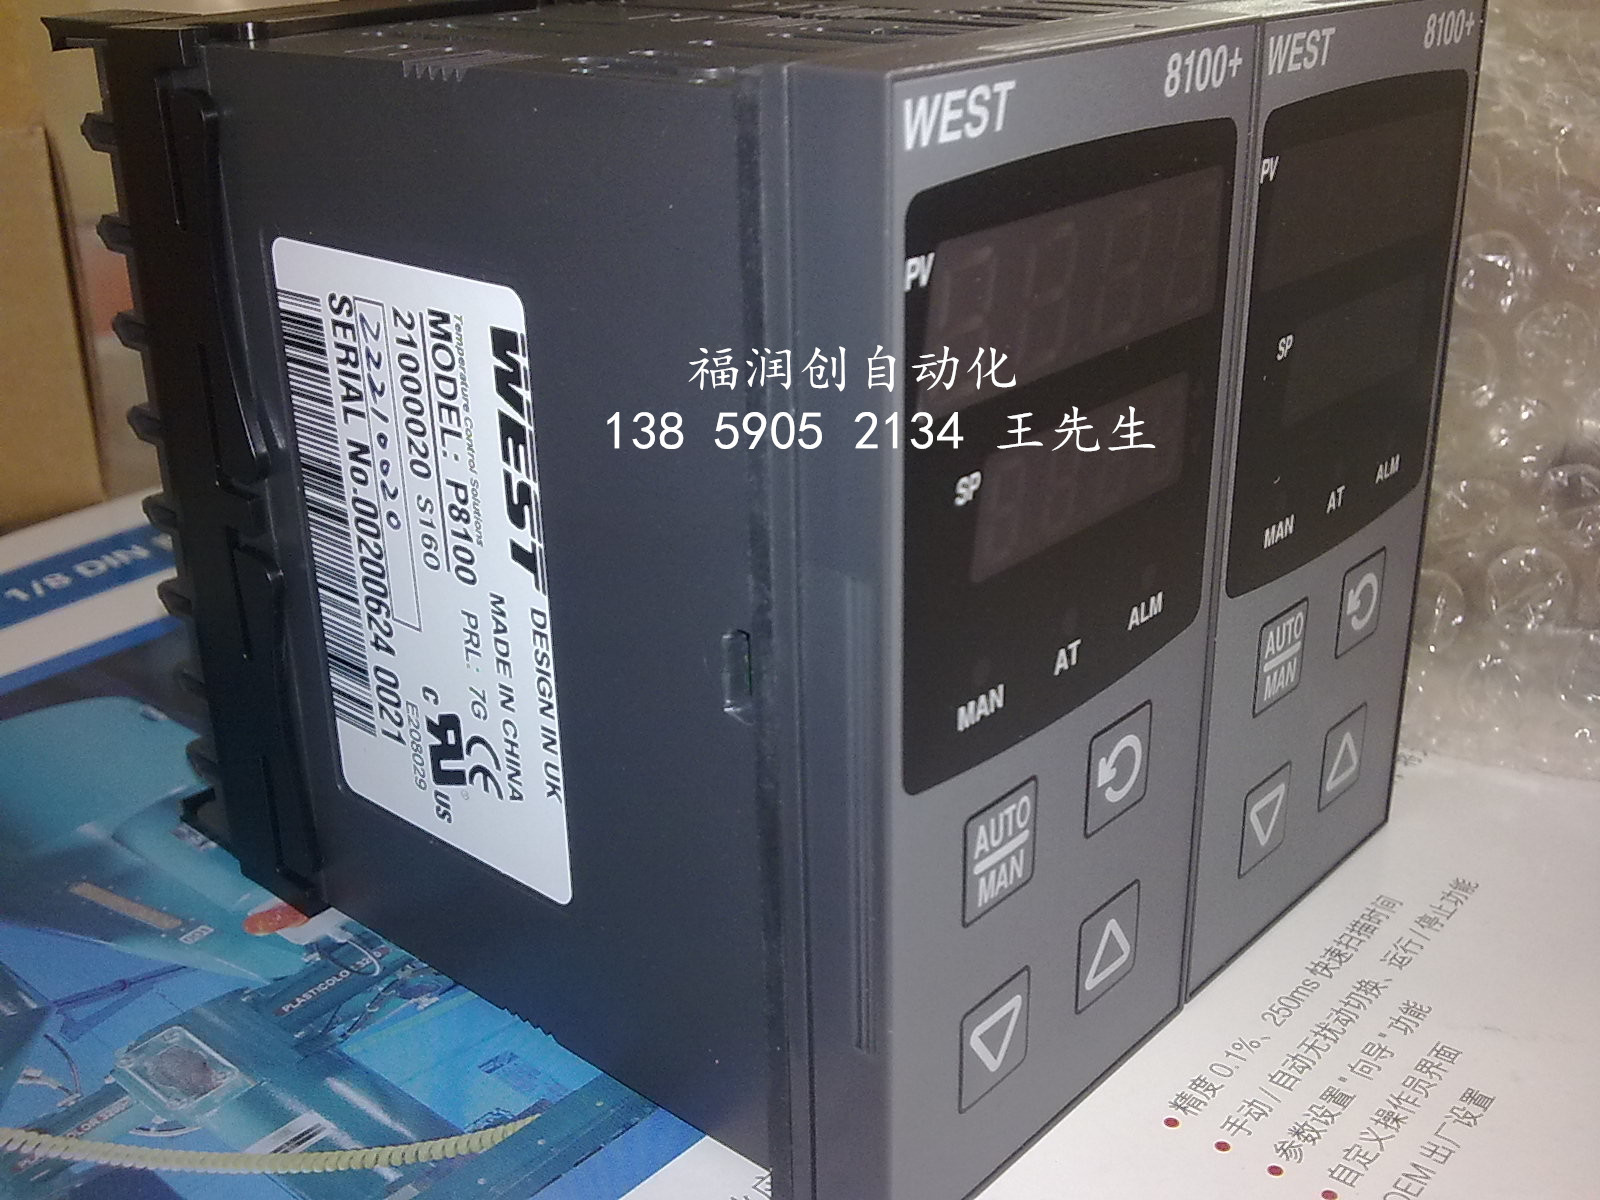 WEST 8100+
PV
SP
MAN AT ALM
AUTO
MAN
WEST 8100+
PV
SP
MAN AT ALM
AUTO
MAN
福润创自动化
138 5905 2134 王先生
WEST DESIGN IN UK
Temperature Control Solutions MADE IN CHINA
MODEL: P8100 PRL: 7G CE
2100002 0 S160
c US
E208029
SERIAL No.00200624 0021
1/8 DIN
PLASTICOLOR
精度 0.1%、250ms 快速扫描时间
手动/自动无扰动切换、运行/停止功能
参数设置"向导"功能
自定义操作员界面
OEM 出厂设置